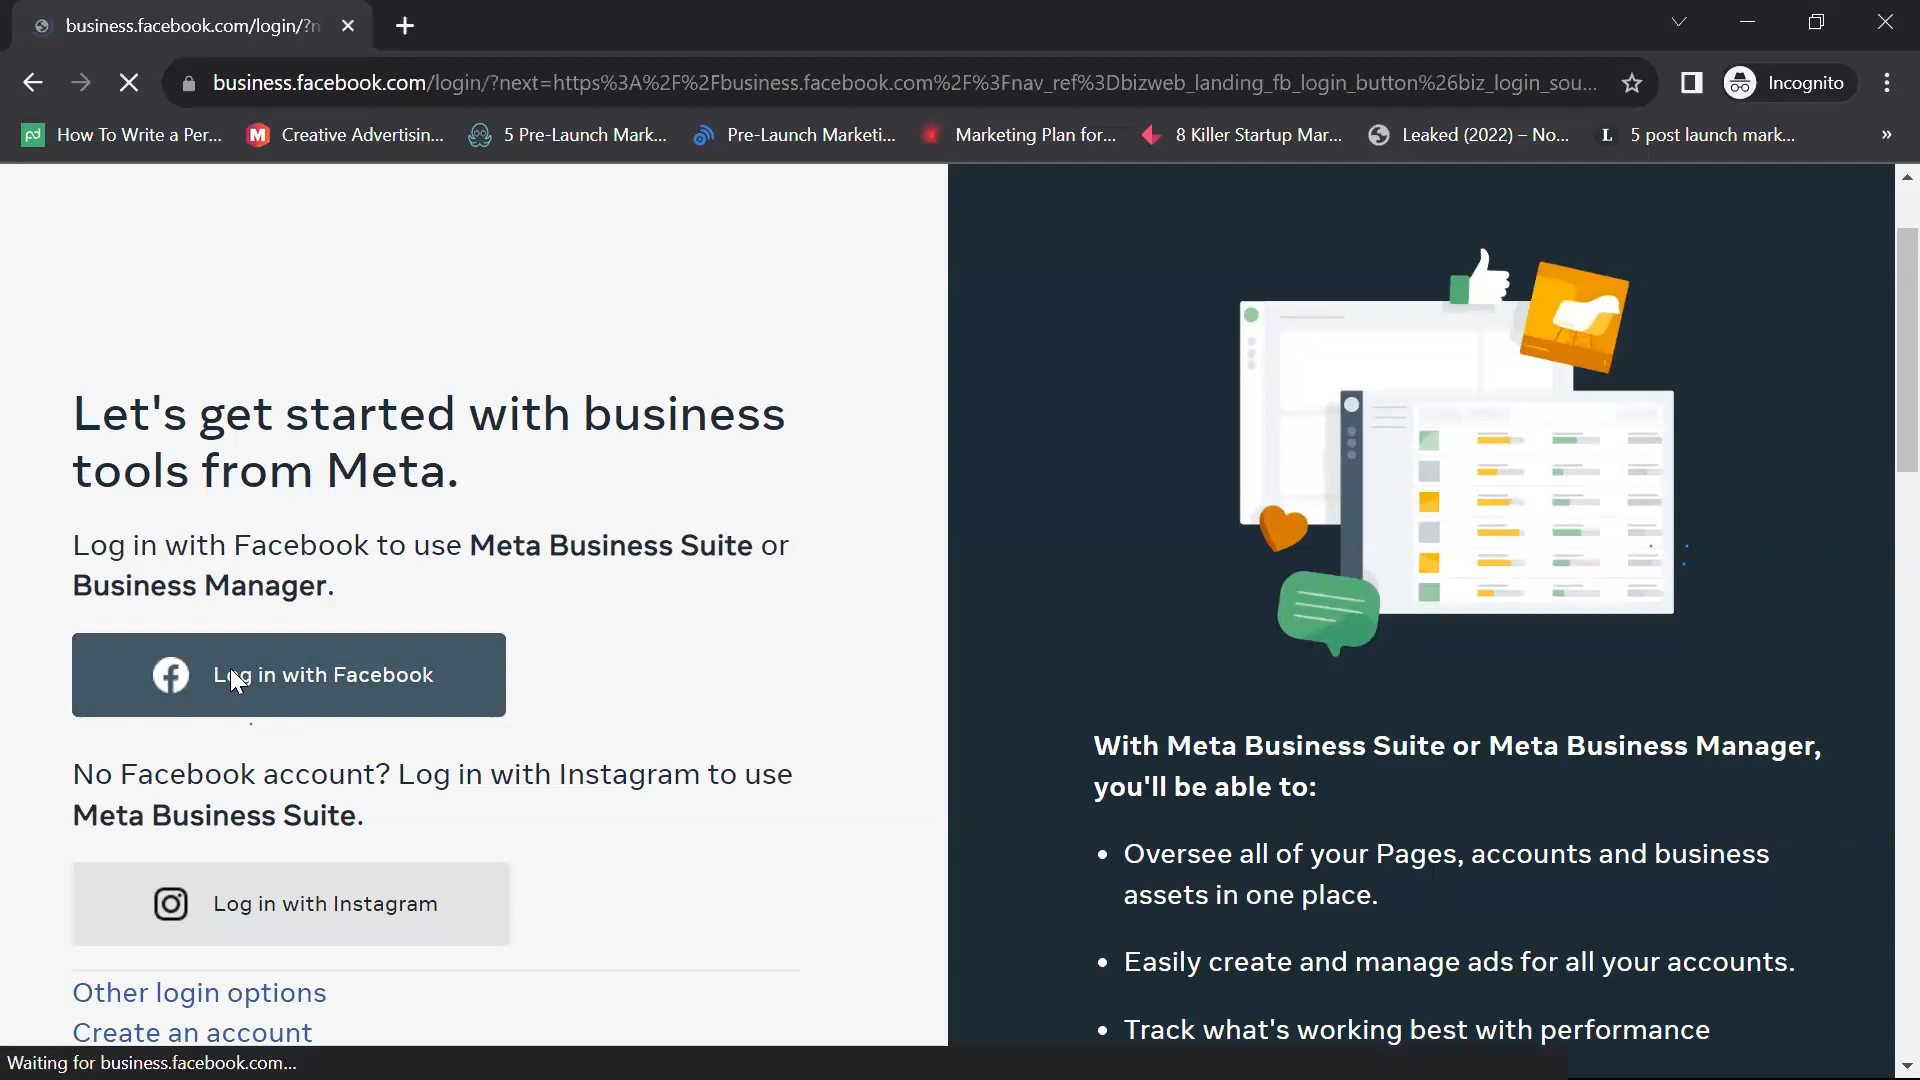 business.facebook.com/login/?n
business.facebook.com/login/?next=https%3A%2F%2Fbusiness.facebook.com%2F%3Fnav_ref%3Dbizweb_landing_fb_login_button%26biz_login_sou...
Incognito
How To Write a Per...
Creative Advertisin...
5 Pre-Launch Mark...
Pre-Launch Marketi...
Marketing Plan for...
8 Killer Startup Mar...
Leaked (2022) – No...
5 post launch mark...
»
Let's get started with business
tools from Meta.
Log in with Facebook to use Meta Business Suite or
Business Manager.
Log in with Facebook
No Facebook account? Log in with Instagram to use
Meta Business Suite.
Log in with Instagram
Other login options
Create an account
With Meta Business Suite or Meta Business Manager,
you'll be able to:
• Oversee all of your Pages, accounts and business
assets in one place.
• Easily create and manage ads for all your accounts.
• Track what's working best with performance
Waiting for business.facebook.com...